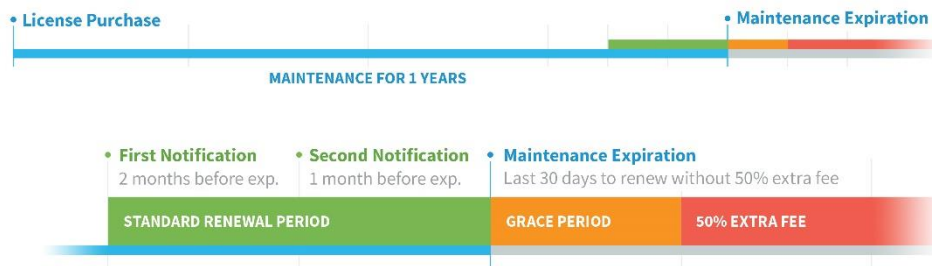 License Purchase
Maintenance Expiration
MAINTENANCE FOR 1 YEARS
First Notification
2 months before exp.
Second Notification
1 month before exp.
Maintenance Expiration
Last 30 days to renew without 50% extra fee
STANDARD RENEWAL PERIOD
GRACE PERIOD
50% EXTRA FEE